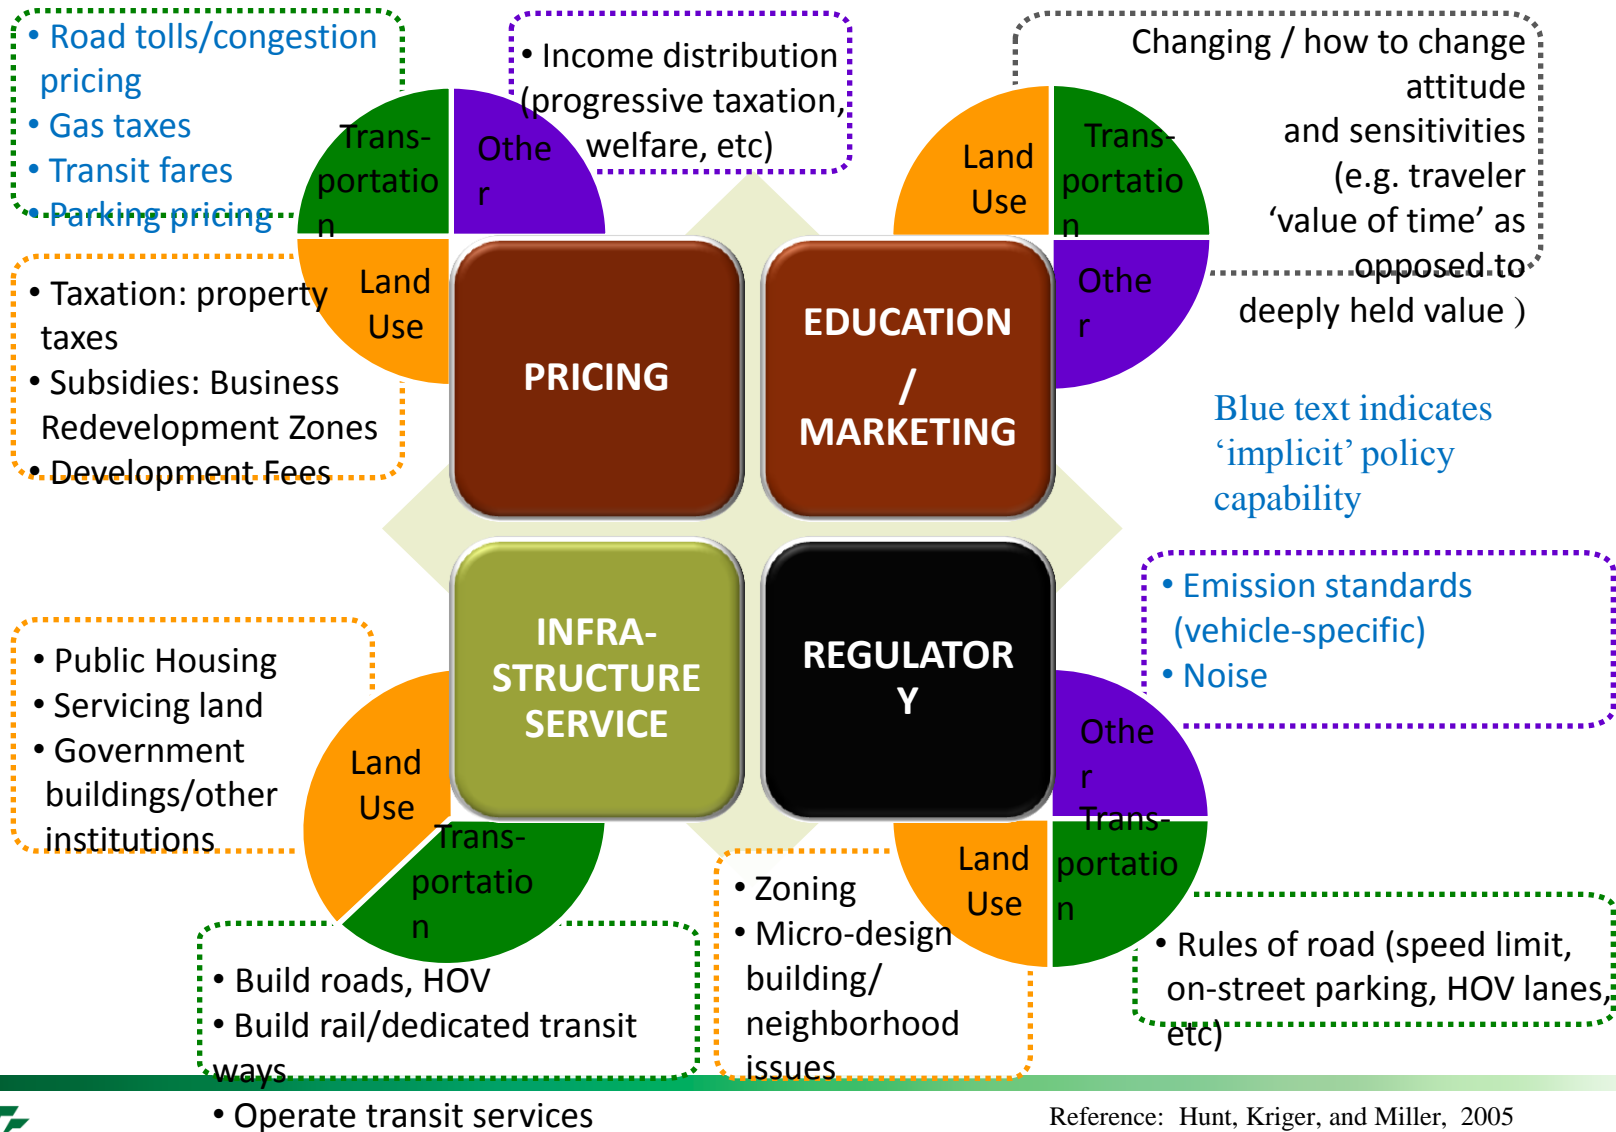 • Road tolls/congestion
pricing
• Gas taxes
• Transit fares
• Parking pricing
• Income distribution
(progressive taxation,
welfare, etc)
Changing / how to change
attitude
and sensitivities
(e.g. traveler
‘value of time’ as
opposed to
deeply held value )
Trans-
portatio
n
Othe
r
Land
Use
Land
Use
Trans-
portatio
n
Othe
r
• Taxation: property
taxes
• Subsidies: Business
Redevelopment Zones
• Development Fees
PRICING
EDUCATION
/
MARKETING
Blue text indicates
‘implicit’ policy
capability
INFRA-
STRUCTURE
SERVICE
REGULATOR
Y
• Emission standards
(vehicle-specific)
• Noise
• Public Housing
• Servicing land
• Government
buildings/other
institutions
Land
Use
Trans-
portatio
n
Othe
r
Trans-
portatio
n
Land
Use
• Build roads, HOV
• Build rail/dedicated transit
ways
• Operate transit services
• Zoning
• Micro-design
building/
neighborhood
issues
• Rules of road (speed limit,
on-street parking, HOV lanes,
etc)
Reference: Hunt, Kriger, and Miller, 2005